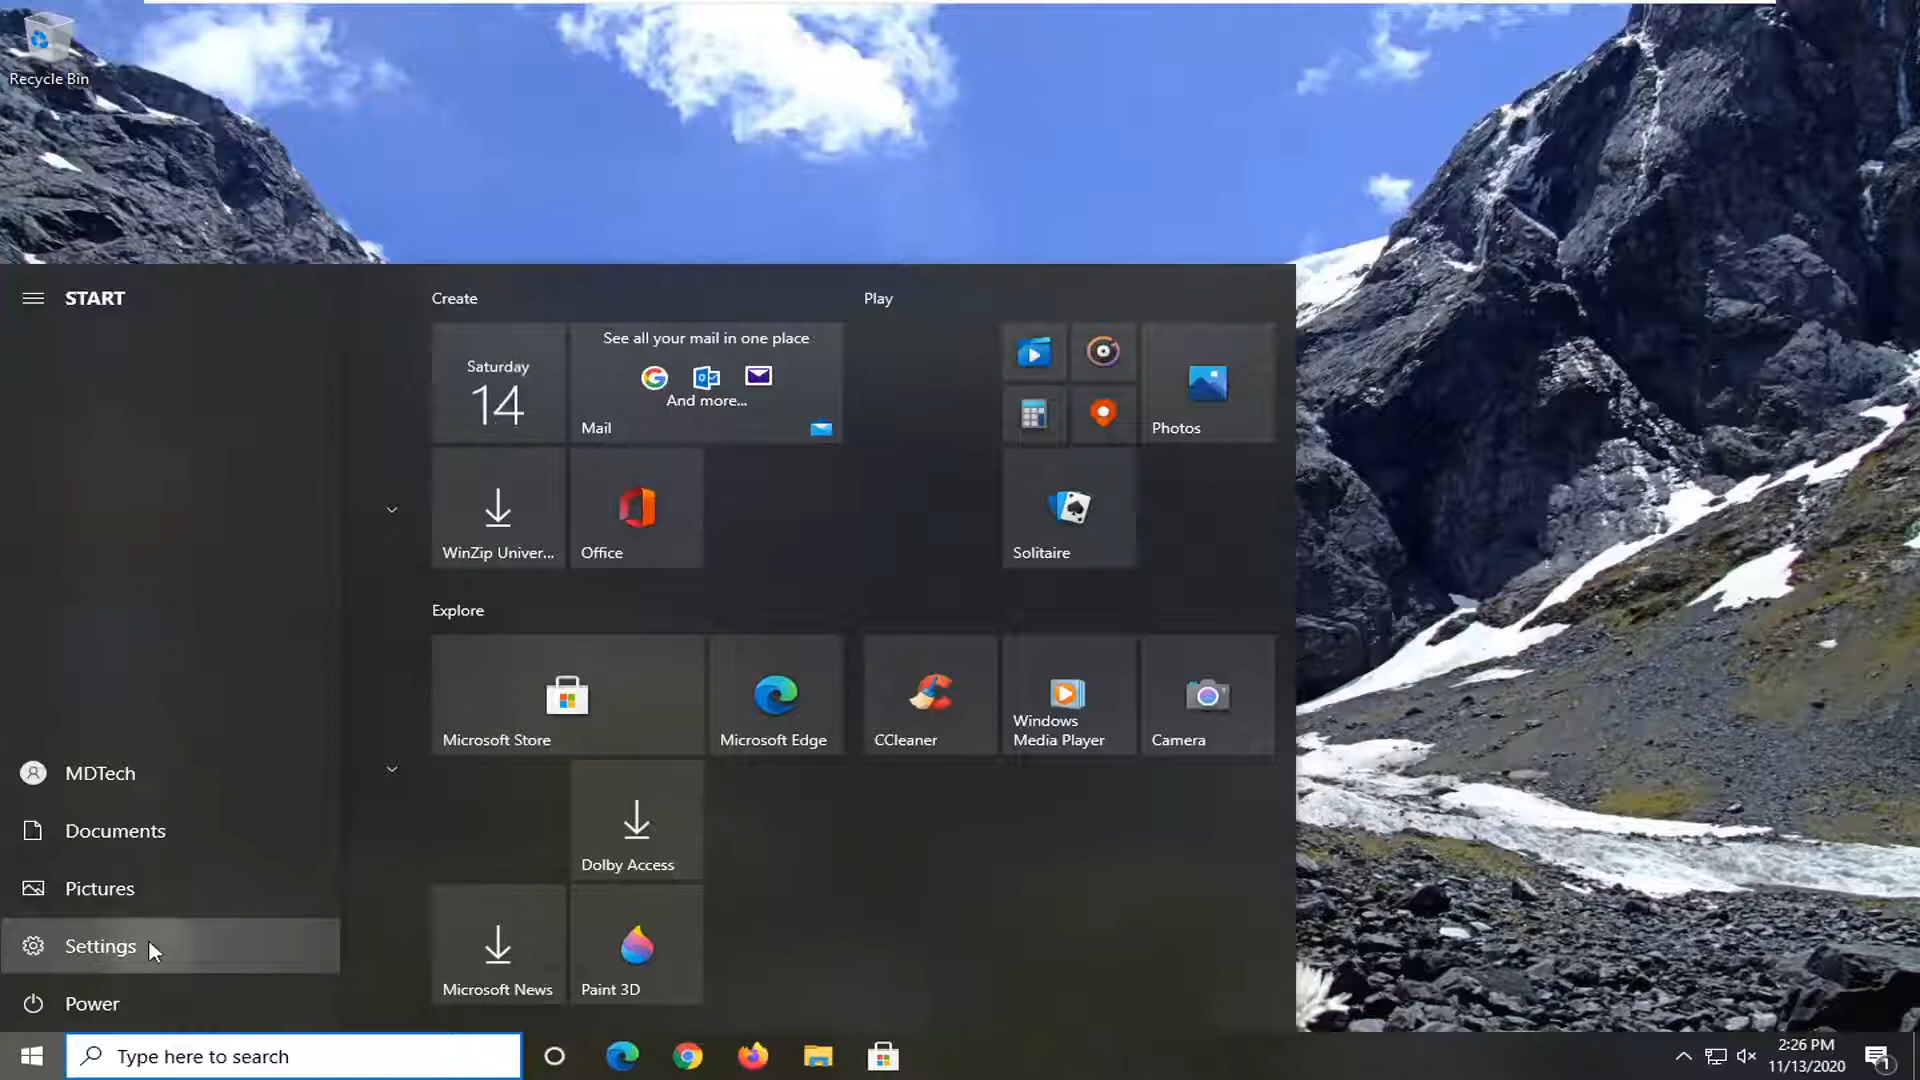 Recycle Bin
START
Create
Play
Saturday
14
See all your mail in one place
And more...
Mail
Photos
WinZip Univer...
Office
Solitaire
Explore
Microsoft Store
Microsoft Edge
CCleaner
Windows
Media Player
Camera
MDTech
Documents
Dolby Access
Pictures
Settings
Microsoft News
Paint 3D
Power
Type here to search
2:26 PM
11/13/2020
1